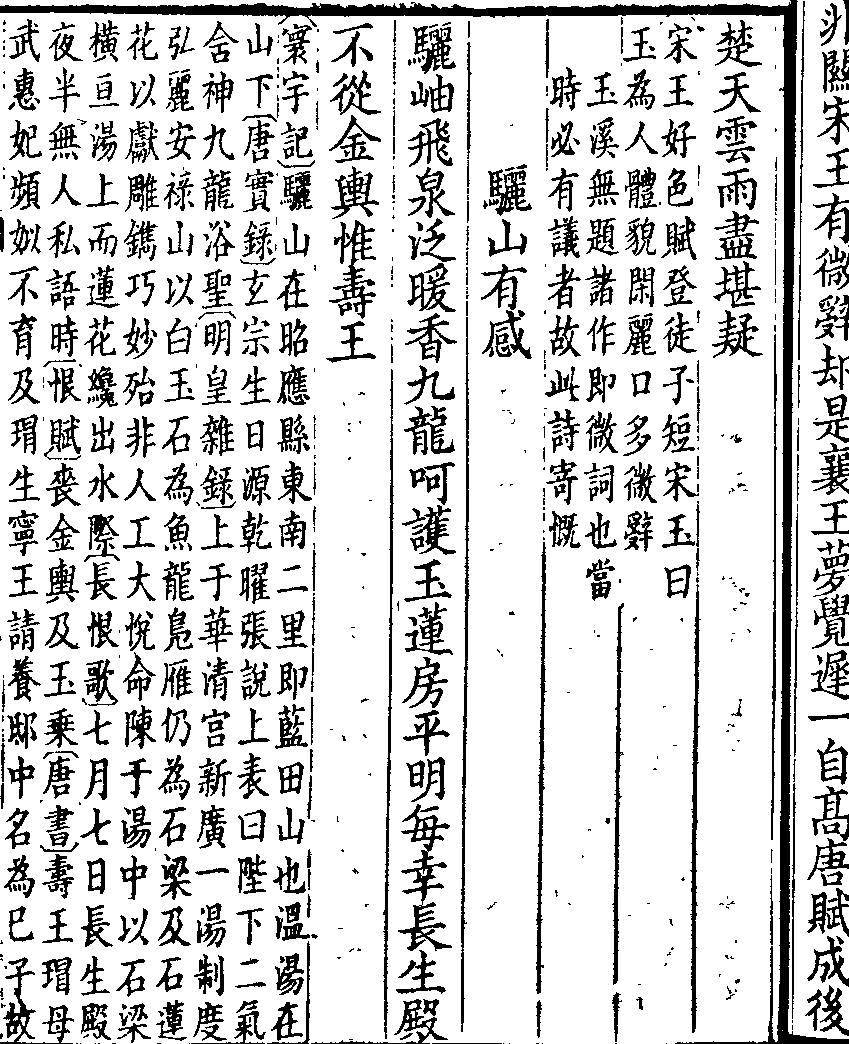 非關宋玉有微辭却是襄王夢覺遲一自高唐賦成後
楚天雲雨盡堪疑
宋王好色賦登徒子短宋玉曰
玉為人體貌閑麗口多微辭
玉溪無題諸作即微詞也當
時必有議者故此詩寄慨
驪山有感
驪岫飛泉泛暖香九龍呵護玉蓮房平明每幸長生殿
不從金輿惟壽王
寰宇記驪山在昭應縣東南二里即藍田山也溫湯在
山下唐實錄玄宗生日源乾曜張說上表曰陛下二氣
含神九龍浴聖明皇雜錄上于華清宮新廣一湯制度
弘麗安祿山以白玉石為魚龍鳧雁仍為石梁及石蓮
花以獻雕鐫巧妙殆非人工大悅命陳于湯中以石梁
橫亘湯上而蓮花纔出水際長恨歌七月七日長生殿
夜半無人私語時恨賦喪金輿及玉乘唐書壽王瑁母
武惠妃頻姒不育及瑁生寧王請養邸中名為己子故